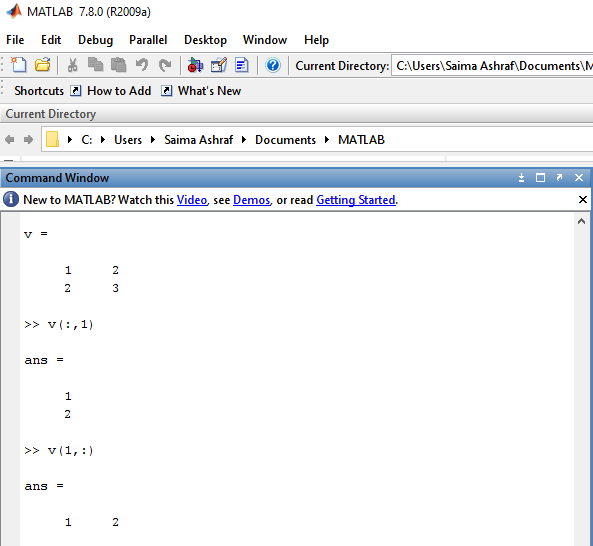 MATLAB 7.8.0 (R2009a)
File Edit Debug Parallel Desktop Window Help
Current Directory: C:\Users\Saima Ashraf\Documents\M
Shortcuts How to Add What's New
Current Directory
C: Users Saima Ashraf Documents MATLAB
Command Window
New to MATLAB? Watch this Video, see Demos, or read Getting Started.
v =
1 2
2 3
>> v(:,1)
ans =
1
2
>> v(1,:)
ans =
1 2